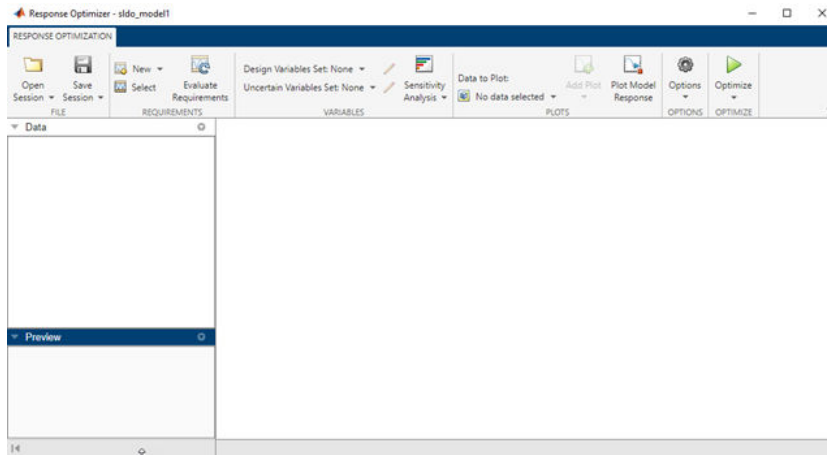 Response Optimizer - sldo_model1
RESPONSE OPTIMIZATION
Open Session
Save Session
New
Select
Evaluate Requirements
Design Variables Set: None
Uncertain Variables Set: None
Sensitivity Analysis
Data to Plot:
No data selected
Add Plot
Plot Model Response
Options
Optimize
FILE
REQUIREMENTS
VARIABLES
PLOTS
OPTIONS
OPTIMIZE
Data
Preview